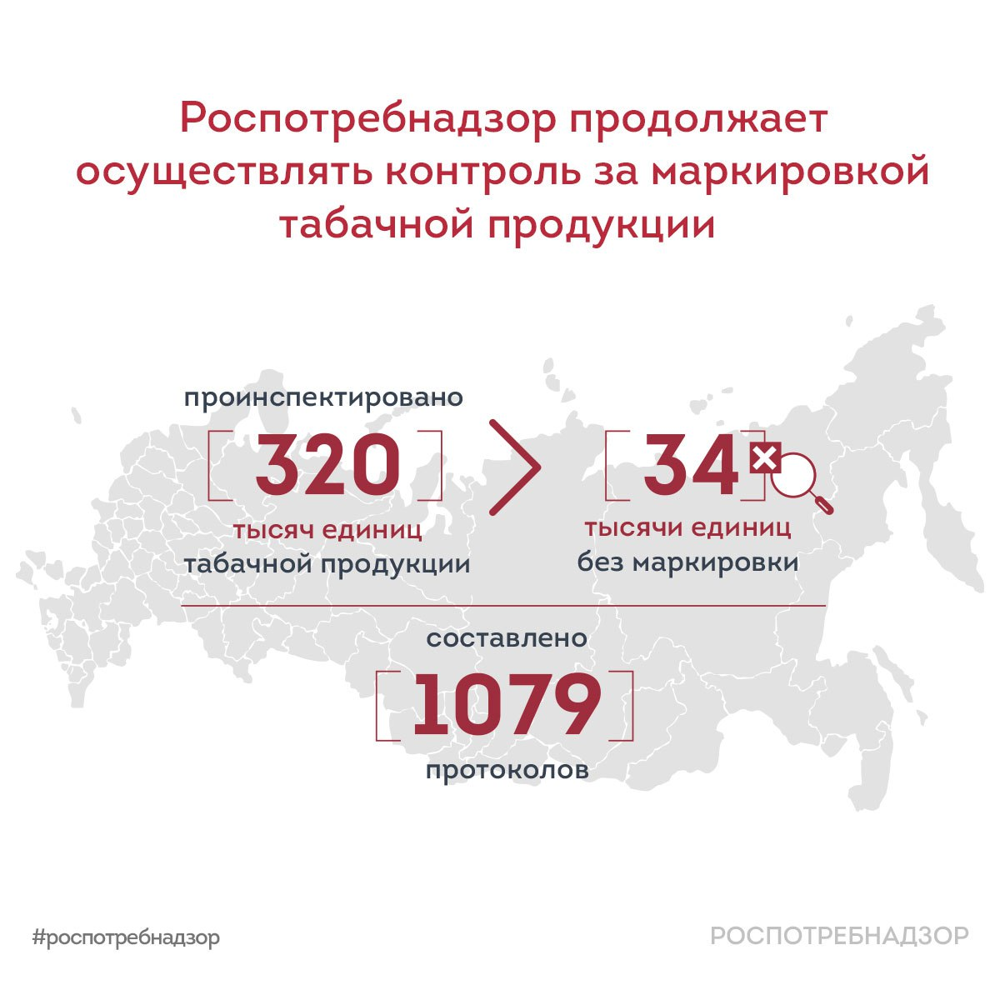 Роспотребнадзор продолжает
осуществлять контроль за маркировкой
табачной продукции
проинспектировано
320
тысяч единиц
табачной продукции
34
тысячи единиц
без маркировки
составлено
1079
протоколов
#роспотребнадзор
РОСПОТРЕБНАДЗОР